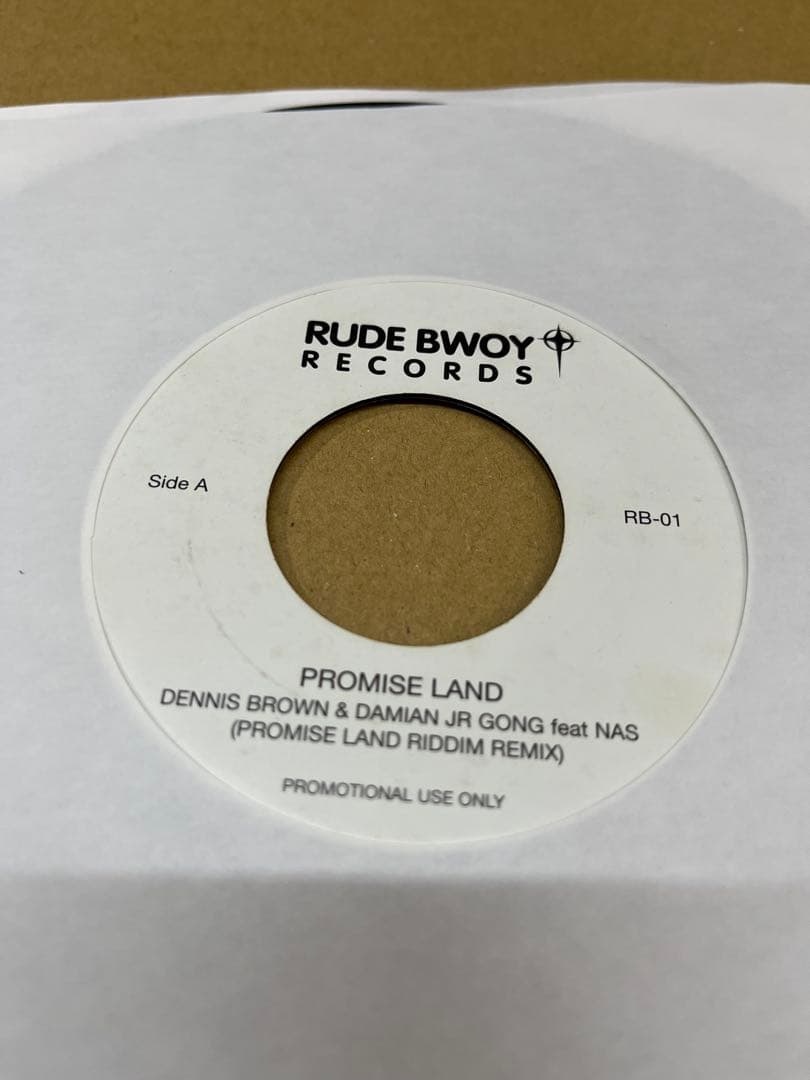 RUDE BWOY
RECORDS
Side A
RB-01
PROMISE LAND
DENNIS BROWN & DAMIAN JR GONG feat NAS
(PROMISE LAND RIDDIM REMIX)
PROMOTIONAL USE ONLY